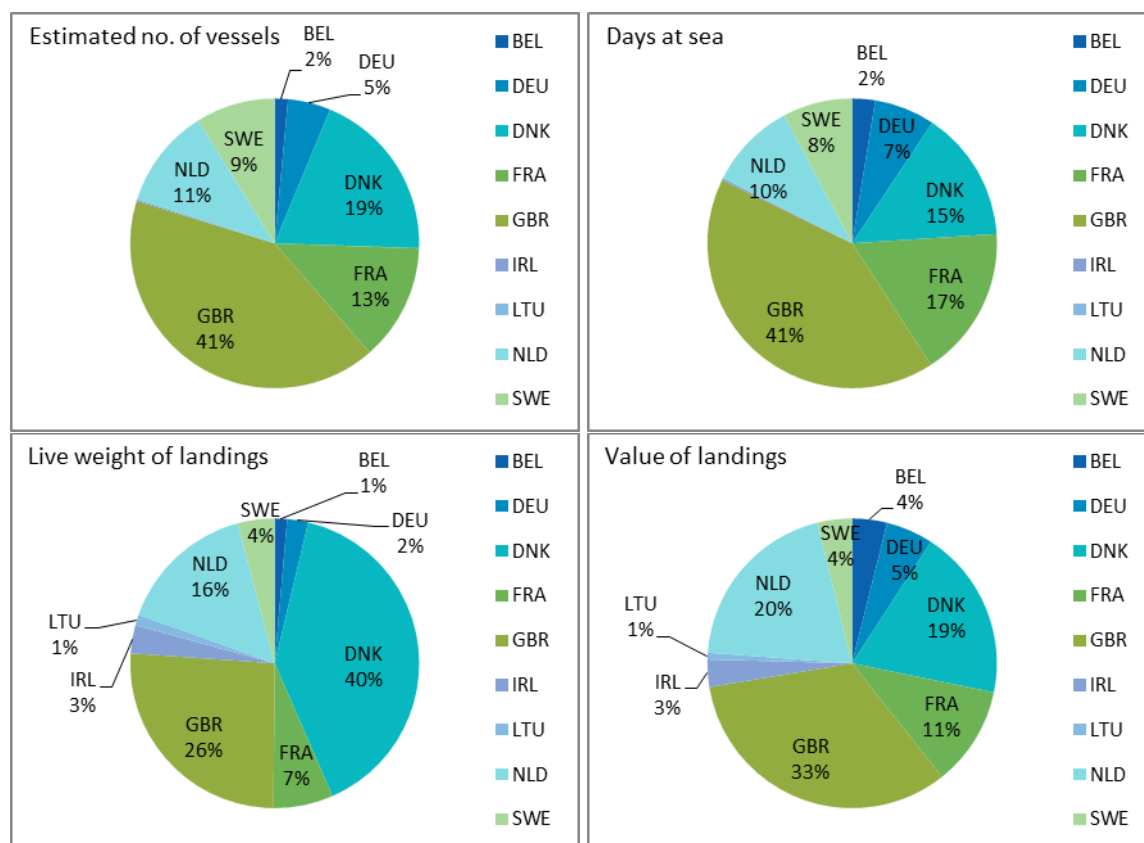 Estimated no. of vessels
BEL
2%
DEU
5%
DNK
19%
FRA
13%
GBR
41%
NLD
11%
SWE
9%
BEL
DEU
DNK
FRA
GBR
IRL
LTU
NLD
SWE
Days at sea
BEL
2%
DEU
7%
DNK
15%
FRA
17%
GBR
41%
NLD
10%
SWE
8%
BEL
DEU
DNK
FRA
GBR
IRL
LTU
NLD
SWE
Live weight of landings
BEL
1%
DEU
2%
DNK
40%
FRA
7%
GBR
26%
IRL
3%
LTU
1%
NLD
16%
SWE
4%
BEL
DEU
DNK
FRA
GBR
IRL
LTU
NLD
SWE
Value of landings
BEL
4%
DEU
5%
DNK
19%
FRA
11%
GBR
33%
IRL
3%
LTU
1%
NLD
20%
SWE
4%
BEL
DEU
DNK
FRA
GBR
IRL
LTU
NLD
SWE